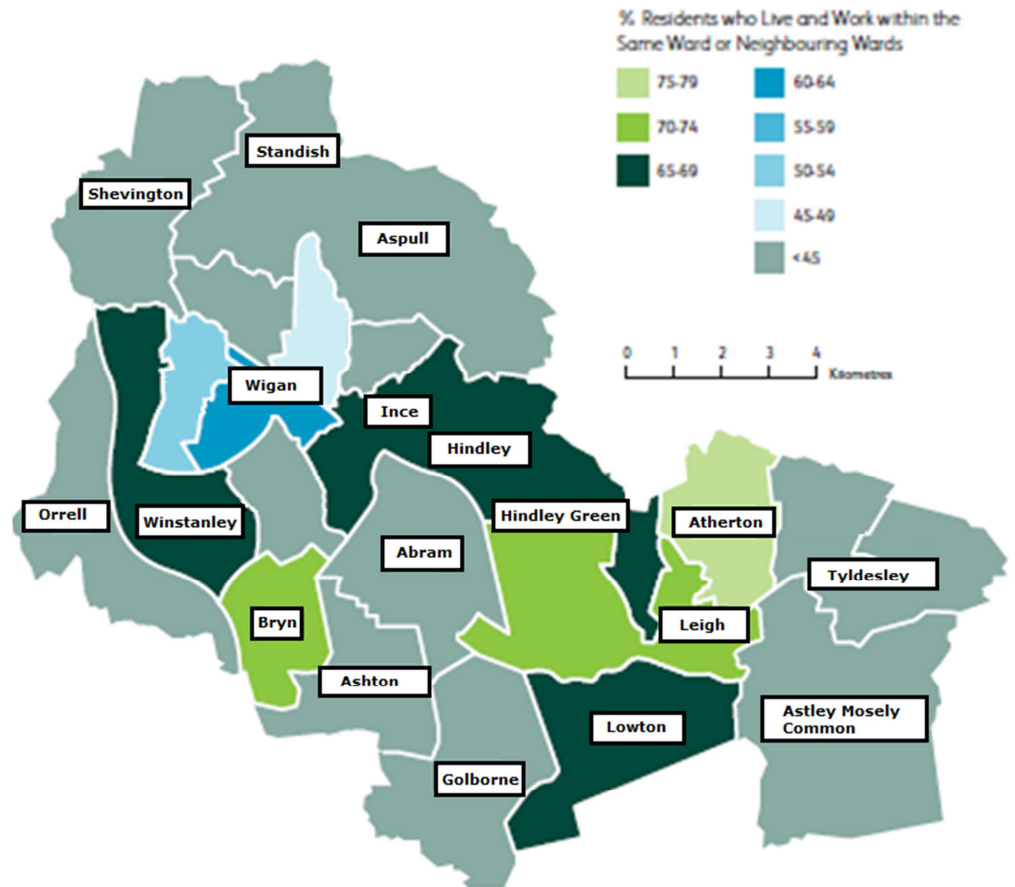 % Residents who Live and Work within the
Same Ward or Neighbouring Wards
75-79
60-64
70-74
55-59
65-69
50-54
45-49
<45
0 1 2 3 4
Kilometres
Standish
Shevington
Aspull
Wigan
Ince
Hindley
Orrell
Winstanley
Hindley Green
Atherton
Abram
Tyldesley
Bryn
Leigh
Ashton
Astley Mosely
Common
Lowton
Golborne